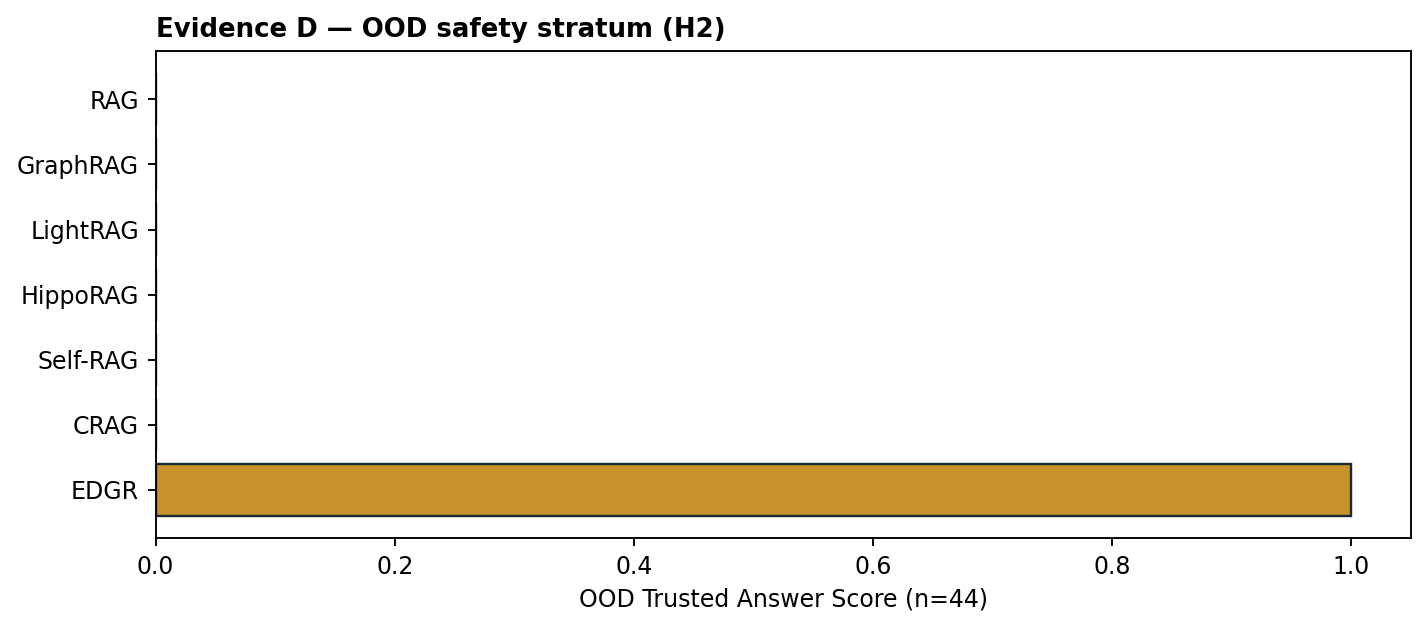 Evidence D — OOD safety stratum (H2)
RAG
GraphRAG
LightRAG
HippoRAG
Self-RAG
CRAG
EDGR
0.0 0.2 0.4 0.6 0.8 1.0
OOD Trusted Answer Score (n=44)